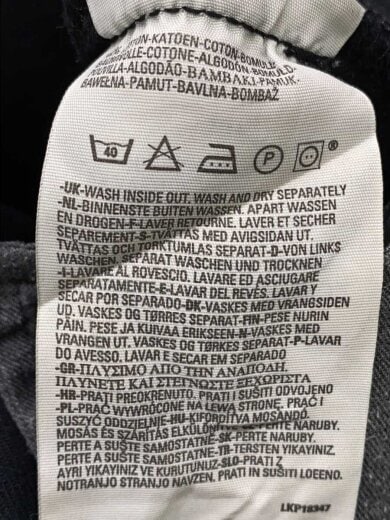 -KATOEN-COTON-BOMULL
BAUMWOLLE-COTONE-ALGODÓN-BOMULD-
PUUVILLA-ALGODÃO-ΒΑΜΒΑΚΙ-PAMUK-
BAWEŁNA-PAMUT-BAVLNA-BOMBAŽ
40 P ®
-UK-WASH INSIDE OUT. WASH AND DRY SEPARATELY
-NL-BINNENSTE BUITEN WASSEN. APART WASSEN
EN DROGEN-F-LAVER RETOURNE. LAVER ET SECHER
SEPAREMENT-S-TVÄTTAS MED AVIGSIDAN UT.
TVÄTTAS OCH TORKTUMLAS SEPARAT-D-VON LINKS
WASCHEN. SEPARAT WASCHEN UND TROCKNEN
-I-LAVARE AL ROVESCIO. LAVARE ED ASCIUGARE
SEPARATAMENTE-E-LAVAR DEL REVÉS. LAVAR Y
SECAR POR SEPARADO-DK-VASKES MED VRANGSIDEN
UD. VASKES OG TØRRES SEPARAT-FIN-PESE NURIN
PÄIN. PESE JA KUIVAA ERIKSEEN-N-VASKES MED
VRANGEN UT. VASKES OG TØRKES SEPARAT-P-LAVAR
DO AVESSO. LAVAR E SECAR EM SEPARADO
-GR-ΠΛΥΣΙΜΟ ΑΠΟ ΤΗΝ ΑΝΑΠΟΔΗ.
ΠΛΥΝΕΤΕ ΚΑΙ ΣΤΕΓΝΩΣΤΕ ΞΕΧΩΡΙΣΤΑ
-HR-PRATI PREOKRENUTO. PRATI I SUŠITI ODVOJENO
-PL-PRAĆ WYWRÓCONE NA LEWĄ STRONĘ. PRAĆ I
SUSZYĆ ODDZIELNIE-HU-KIFORDÍTVA MOSANDÓ.
MOSÁS ÉS SZÁRÍTÁS ELKÜLÖNÍTVE PERTE NARUBY.
PERTE A SUŠTE SAMOSTATNE-SK-PERTE NARUBY.
PERTE A SUŠTE SAMOSTATNE-TR-TERSTEN YIKAYINIZ.
AYRI YIKAYINIZ VE KURUTUNUZ-SLO-PRATI Z
NOTRANJO STRANJO NAVZEN. PRATI IN SUŠITI LOČENO.
LKP18347